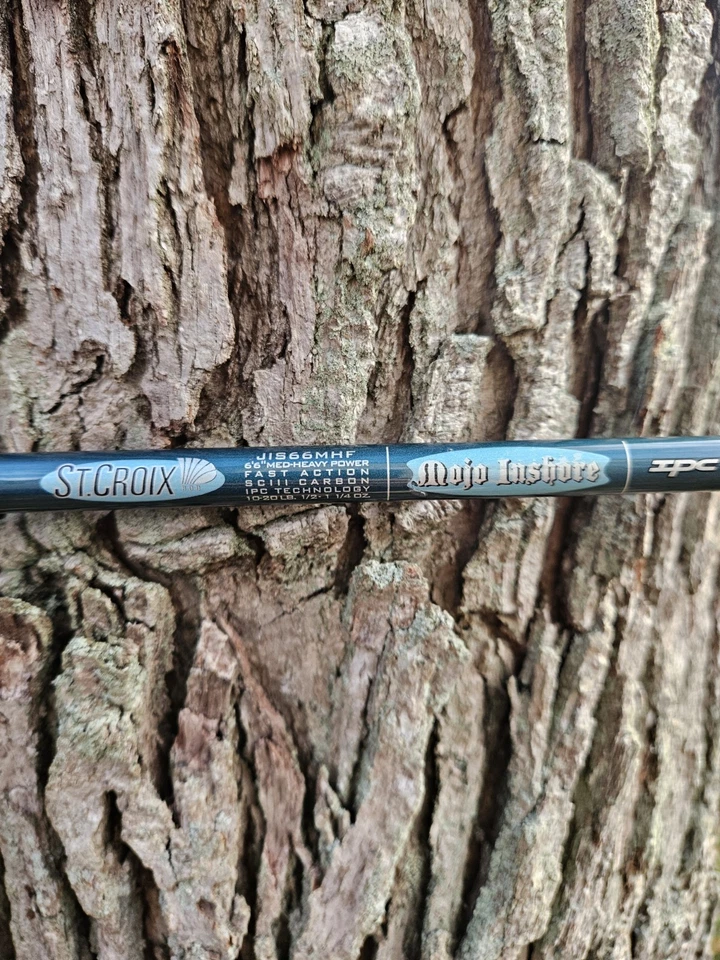 ST.CROIX
JIS66MHF
6'6" MED-HEAVY POWER
FAST ACTION
SCIII CARBON
IPC TECHNOLOGY
10-20 LB. 1/2-1 1/4 OZ.
Mojo Inshore
IPC